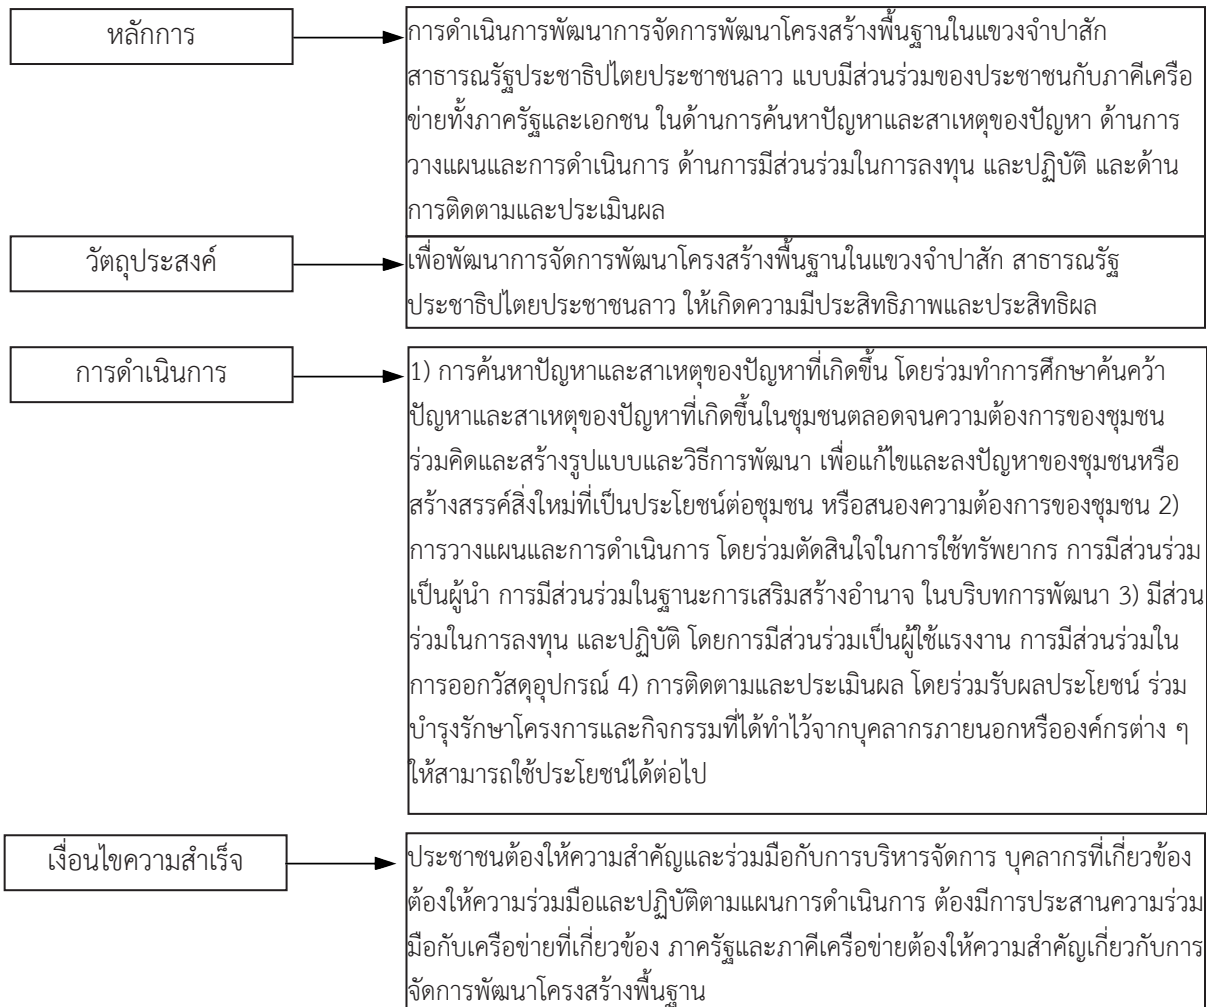 หลักการ
การดำเนินการพัฒนาการจัดการพัฒนาโครงสร้างพื้นฐานในแขวงจำปาสัก
สาธารณรัฐประชาธิปไตยประชาชนลาว แบบมีส่วนร่วมของประชาชนกับภาคีเครือ
ข่ายทั้งภาครัฐและเอกชน ในด้านการค้นหาปัญหาและสาเหตุของปัญหา ด้านการ
วางแผนและการดำเนินการ ด้านการมีส่วนร่วมในการลงทุน และปฏิบัติ และด้าน
การติดตามและประเมินผล
วัตถุประสงค์
เพื่อพัฒนาการจัดการพัฒนาโครงสร้างพื้นฐานในแขวงจำปาสัก สาธารณรัฐ
ประชาธิปไตยประชาชนลาว ให้เกิดความมีประสิทธิภาพและประสิทธิผล
การดำเนินการ
1) การค้นหาปัญหาและสาเหตุของปัญหาที่เกิดขึ้น โดยร่วมทำการศึกษาค้นคว้า
ปัญหาและสาเหตุของปัญหาที่เกิดขึ้นในชุมชนตลอดจนความต้องการของชุมชน
ร่วมคิดและสร้างรูปแบบและวิธีการพัฒนา เพื่อแก้ไขและลงปัญหาของชุมชนหรือ
สร้างสรรค์สิ่งใหม่ที่เป็นประโยชน์ต่อชุมชน หรือสนองความต้องการของชุมชน 2)
การวางแผนและการดำเนินการ โดยร่วมตัดสินใจในการใช้ทรัพยากร การมีส่วนร่วม
เป็นผู้นำ การมีส่วนร่วมในฐานะการเสริมสร้างอำนาจ ในบริบทการพัฒนา 3) มีส่วน
ร่วมในการลงทุน และปฏิบัติ โดยการมีส่วนร่วมเป็นผู้ใช้แรงงาน การมีส่วนร่วมใน
การออกวัสดุอุปกรณ์ 4) การติดตามและประเมินผล โดยร่วมรับผลประโยชน์ ร่วม
บำรุงรักษาโครงการและกิจกรรมที่ได้ทำไว้จากบุคลากรภายนอกหรือองค์กรต่าง ๆ
ให้สามารถใช้ประโยชน์ได้ต่อไป
เงื่อนไขความสำเร็จ
ประชาชนต้องให้ความสำคัญและร่วมมือกับการบริหารจัดการ บุคลากรที่เกี่ยวข้อง
ต้องให้ความร่วมมือและปฏิบัติตามแผนการดำเนินการ ต้องมีการประสานความร่วม
มือกับเครือข่ายที่เกี่ยวข้อง ภาครัฐและภาคีเครือข่ายต้องให้ความสำคัญเกี่ยวกับการ
จัดการพัฒนาโครงสร้างพื้นฐาน